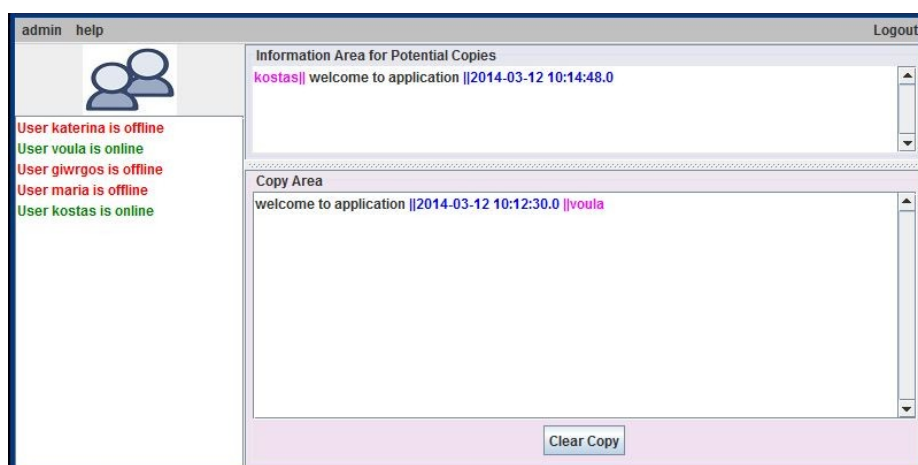 admin help Logout
User katerina is offline
User voula is online
User giwrgos is offline
User maria is offline
User kostas is online
Information Area for Potential Copies
kostas|| welcome to application ||2014-03-12 10:14:48.0
Copy Area
welcome to application ||2014-03-12 10:12:30.0 ||voula
Clear Copy